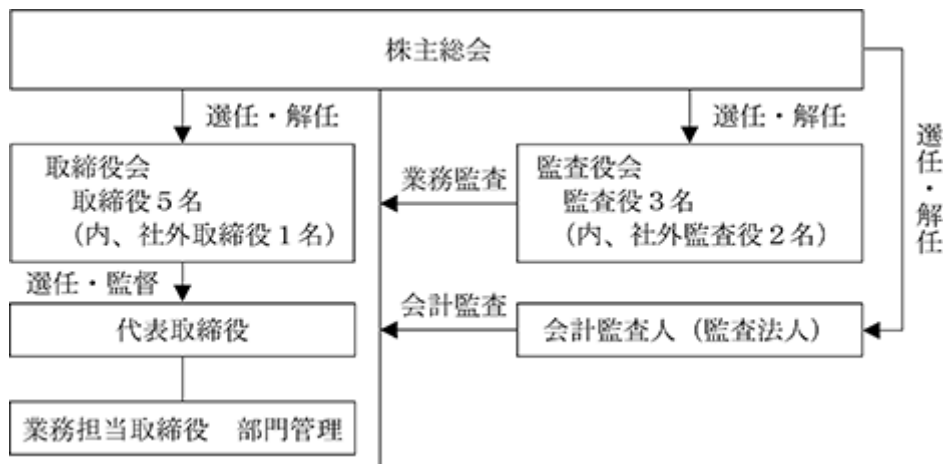 株主総会
選任・解任
選任・解任
選任・解任
取締役会
取締役5名
（内、社外取締役1名）
業務監査
監査役会
監査役3名
（内、社外監査役2名）
選任・監督
代表取締役
会計監査
会計監査人（監査法人）
業務担当取締役　部門管理